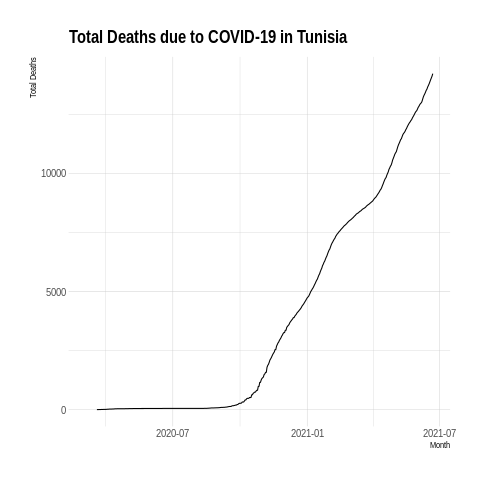 Total Deaths due to COVID-19 in Tunisia
Total Deaths
10000
5000
0
2020-07 2021-01 2021-07
Month